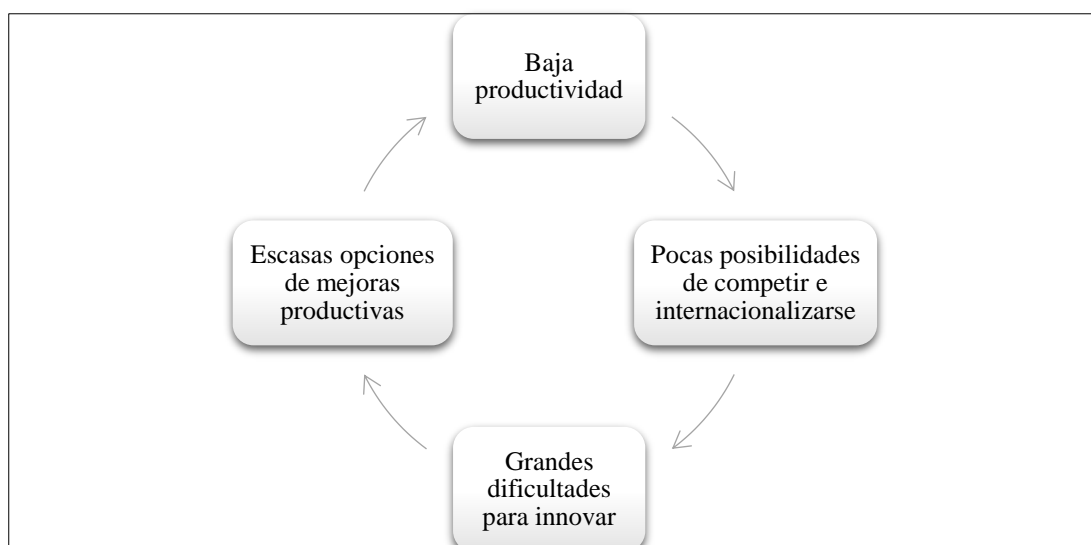 Baja
productividad
Escasas opciones
de mejoras
productivas
Pocas posibilidades
de competir e
internacionalizarse
Grandes
dificultades
para innovar